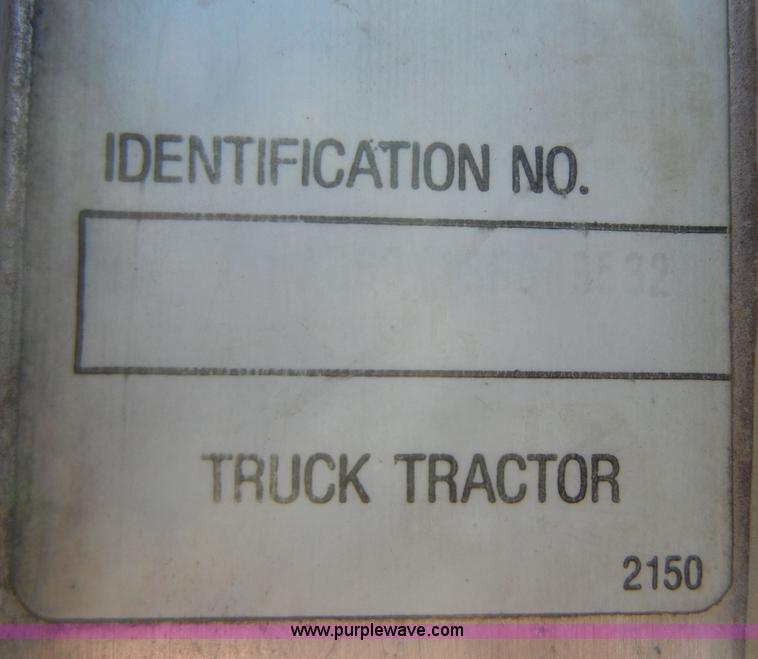 IDENTIFICATION NO.
TRUCK TRACTOR
2150
www.purplewave.com